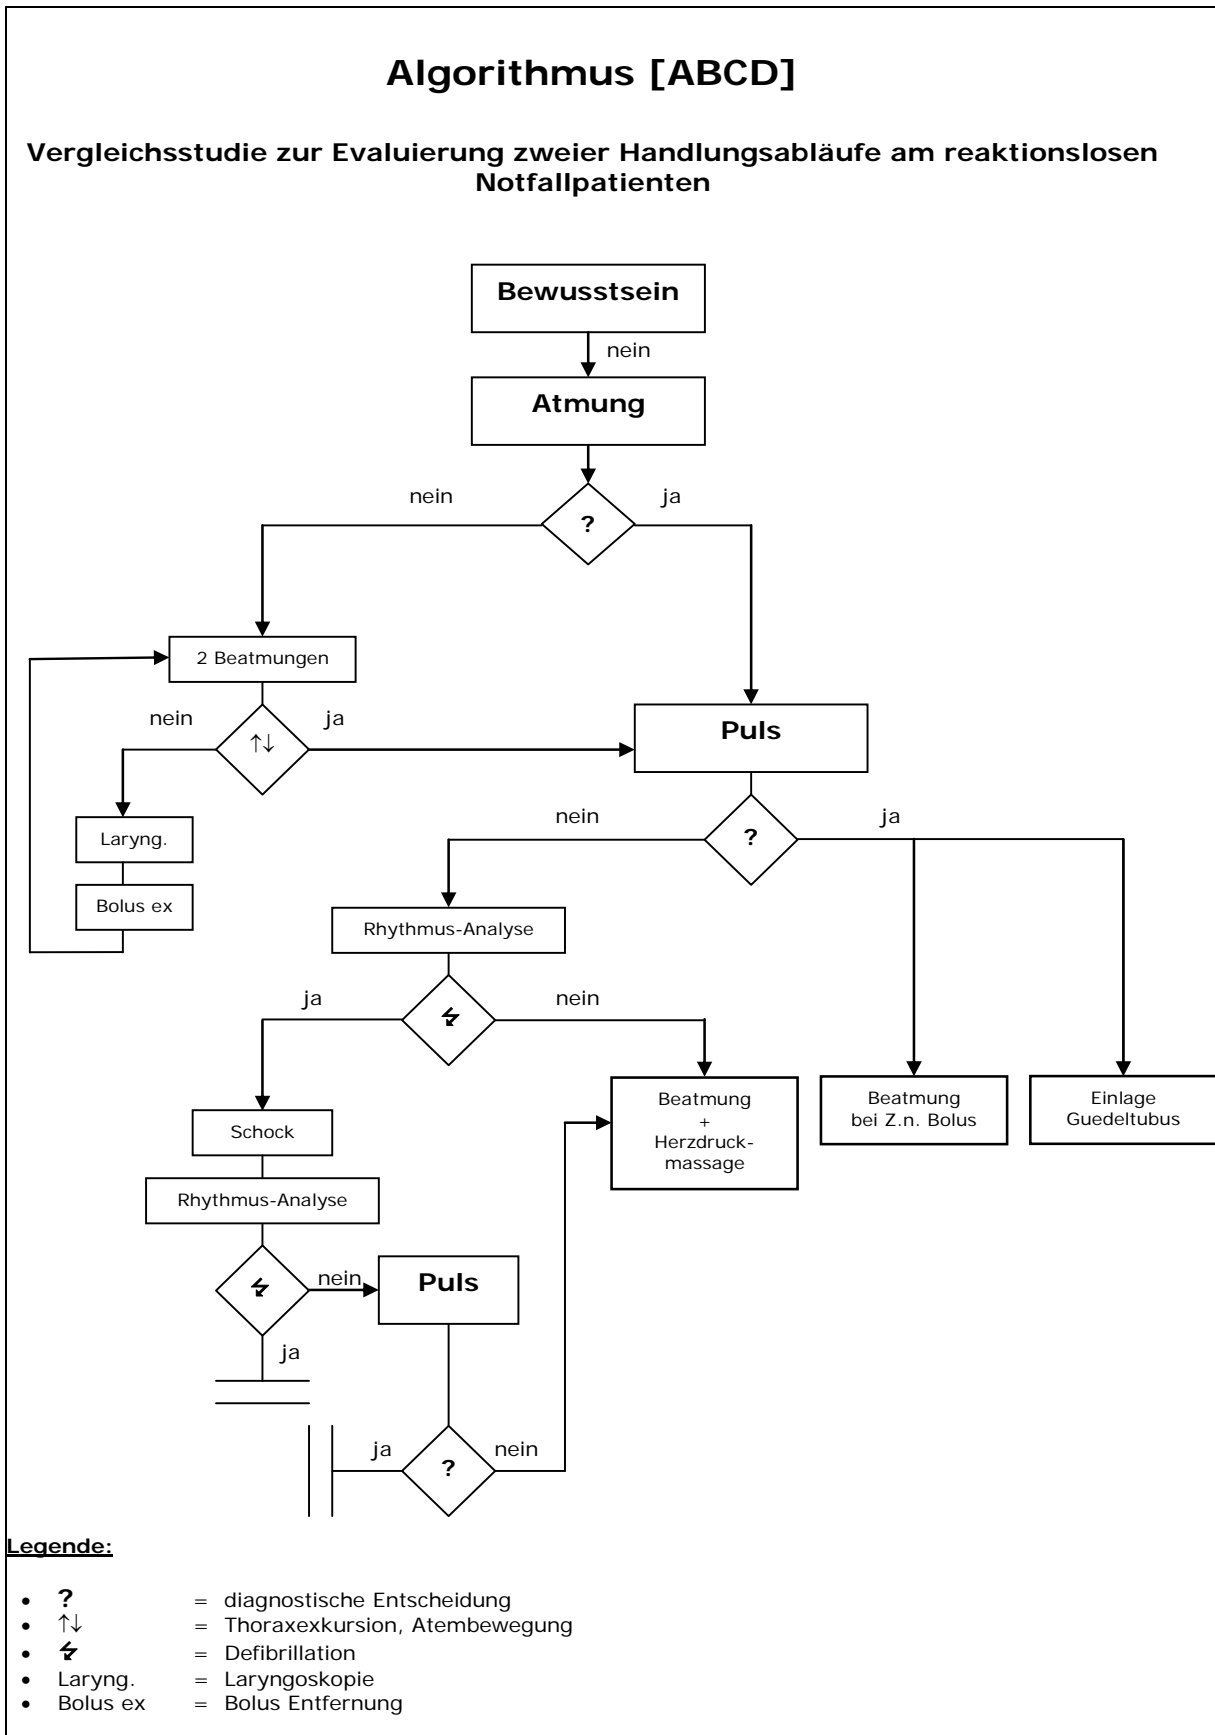 Algorithmus [ABCD]
Vergleichsstudie zur Evaluierung zweier Handlungsabläufe am reaktionslosen
Notfallpatienten
Bewusstsein
nein
Atmung
nein
ja
?
2 Beatmungen
nein
ja
↑↓
Puls
Laryng.
Bolus ex
nein
ja
?
Rhythmus-Analyse
ja
nein
Schock
Beatmung
+
Herzdruck-
massage
Beatmung
bei Z.n. Bolus
Einlage
Guedeltubus
Rhythmus-Analyse
nein
Puls
ja
ja
nein
?
Legende:
• ? = diagnostische Entscheidung
• ↑↓ = Thoraxexkursion, Atembewegung
• ↯ = Defibrillation
• Laryng. = Laryngoskopie
• Bolus ex = Bolus Entfernung